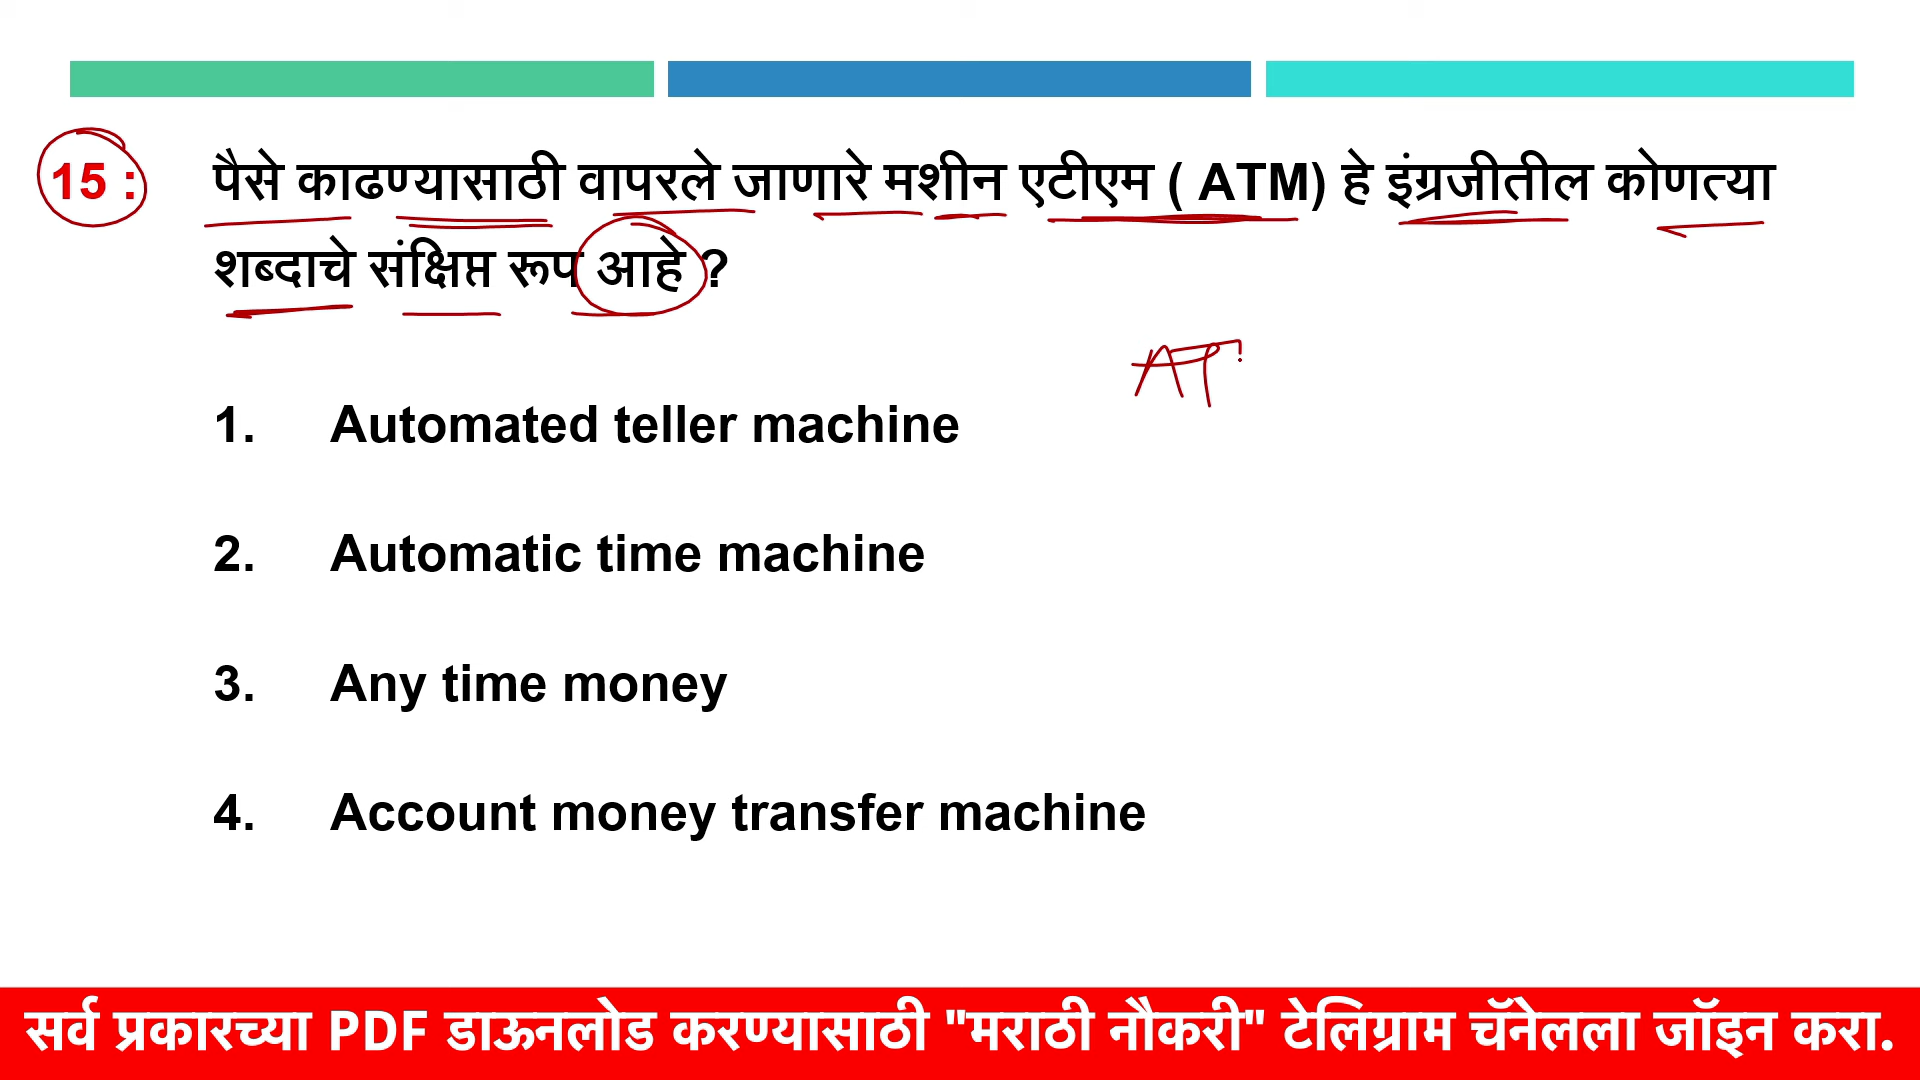 15 : पैसे काढण्यासाठी वापरले जाणारे मशीन एटीएम ( ATM) हे इंग्रजीतील कोणत्या
शब्दाचे संक्षिप्त रूप आहे ?
AT
1. Automated teller machine
2. Automatic time machine
3. Any time money
4. Account money transfer machine
सर्व प्रकारच्या PDF डाऊनलोड करण्यासाठी "मराठी नौकरी" टेलिग्राम चॅनेलला जॉइन करा.